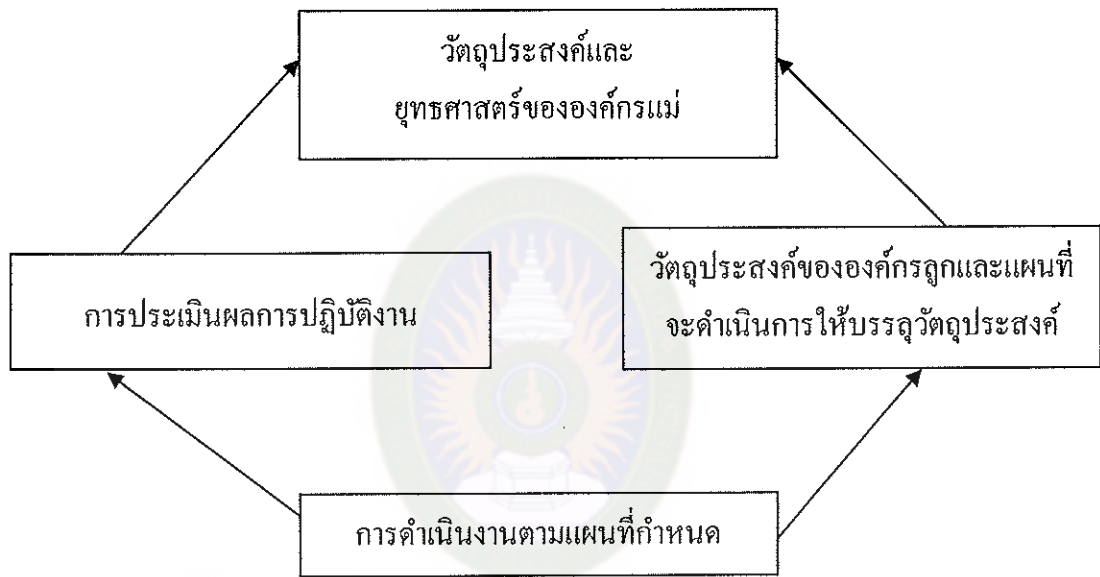 วัตถุประสงค์และ
ยุทธศาสตร์ขององค์กรแม่
การประเมินผลการปฏิบัติงาน
วัตถุประสงค์ขององค์กรลูกและแผนที่
จะดำเนินการให้บรรลุวัตถุประสงค์
การดำเนินงานตามแผนที่กำหนด